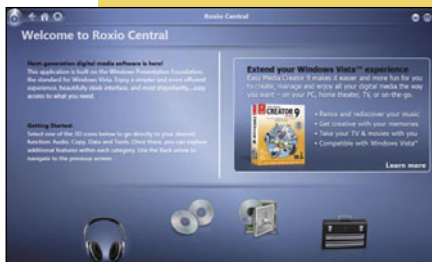 Roxio Central
Welcome to Roxio Central
Next-generation digital media software is here!
This application is built on the Windows Presentation Foundation,
the standard for Windows Vista. Enjoy a simpler and more efficient
experience, beautifully sleek interface, and most importantly...easy
access to what you need.
Getting Started:
Select one of the 3D icons below to go directly to your desired
function: Audio, Copy, Data and Tools. Once there, you can explore
additional features within each category. Use the Back arrow to
navigate to the previous screen.
Extend your Windows Vista™ experience
Easy Media Creator 9 makes it easier and more fun for you
to create, manage and enjoy all your digital media the way
you want - on your PC, home theater, TV, or on-the-go.
CREATOR 9
• Remix and rediscover your music
• Get creative with your memories
• Take your TV & movies with you
• Compatible with Windows Vista™
Learn more